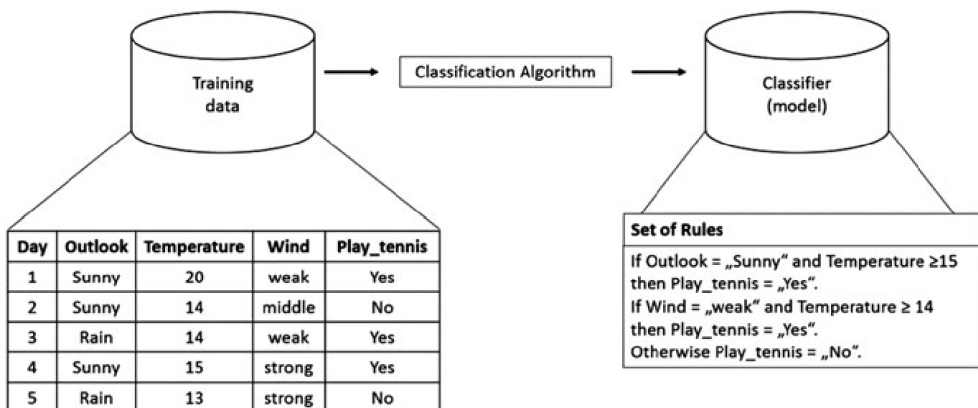 Training
data
Classification Algorithm
Classifier
(model)
Day Outlook Temperature Wind Play_tennis
1 Sunny 20 weak Yes
2 Sunny 14 middle No
3 Rain 14 weak Yes
4 Sunny 15 strong Yes
5 Rain 13 strong No
Set of Rules
If Outlook = „Sunny“ and Temperature ≥15
then Play_tennis = „Yes“.
If Wind = „weak“ and Temperature ≥ 14
then Play_tennis = „Yes“.
Otherwise Play_tennis = „No“.